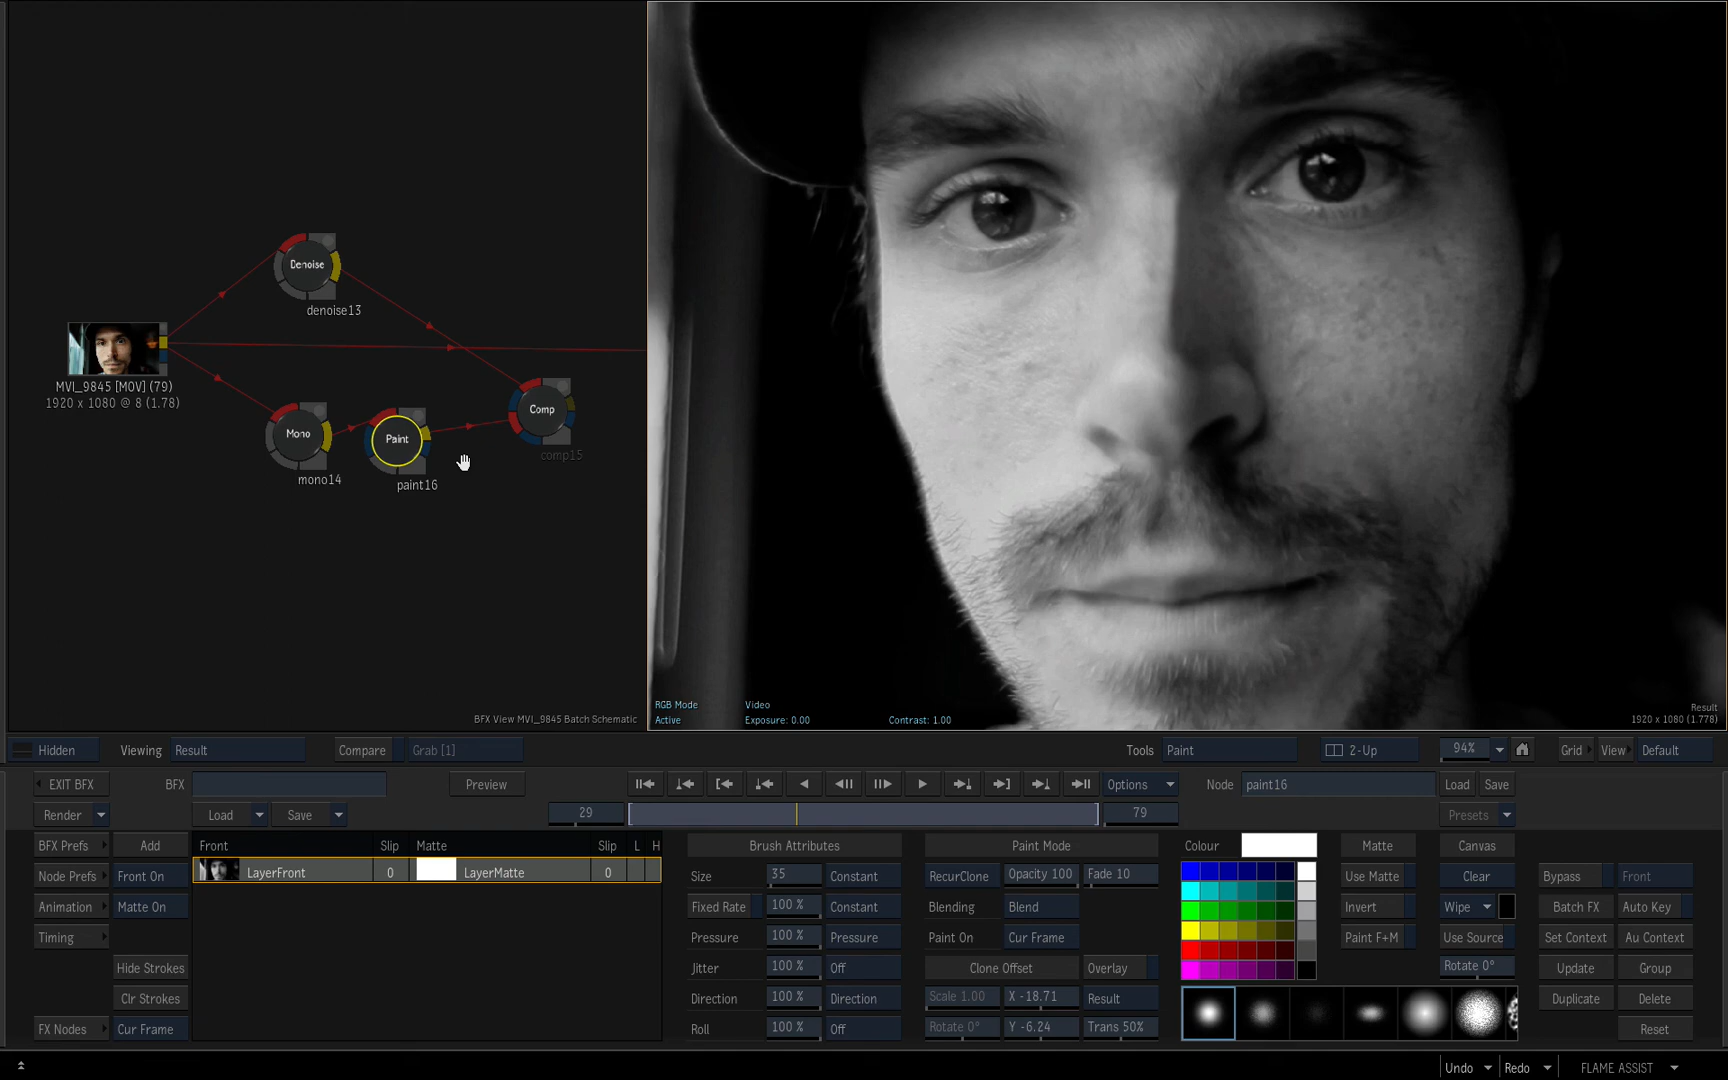 Denoise
denoise13
MVI_9845 [MOV] (79)
1920 x 1080 @ 8 (1.78)
Mono
mono14
Paint
paint16
Comp
comp15
BFX View MVI_9845 Batch Schematic
RGB Mode
Active
Video
Exposure: 0.00
Contrast: 1.00
Result
1920 x 1080 (1.778)
Hidden Viewing Result Compare Grab [1] Tools Paint 2-Up 94% Grid View Default
EXIT BFX BFX Preview Options Node paint16 Load Save
Render Load Save 29 79 Presets
BFX Prefs Add Front Slip Matte Slip L H Brush Attributes Paint Mode Colour Matte Canvas
Node Prefs Front On LayerFront 0 LayerMatte 0 Size 35 Constant RecurClone Opacity 100 Fade 10 Use Matte Clear Bypass Front
Animation Matte On Fixed Rate 100 % Constant Blending Blend Invert Wipe Batch FX Auto Key
Timing Pressure 100 % Pressure Paint On Cur Frame Paint F+M Use Source Set Context Au Context
Hide Strokes Jitter 100 % Off Clone Offset Overlay Rotate 0° Update Group
Clr Strokes Direction 100 % Direction Scale 1.00 X -18.71 Result Duplicate Delete
FX Nodes Cur Frame Roll 100 % Off Rotate 0° Y -6.24 Trans 50% Reset
Undo Redo FLAME ASSIST